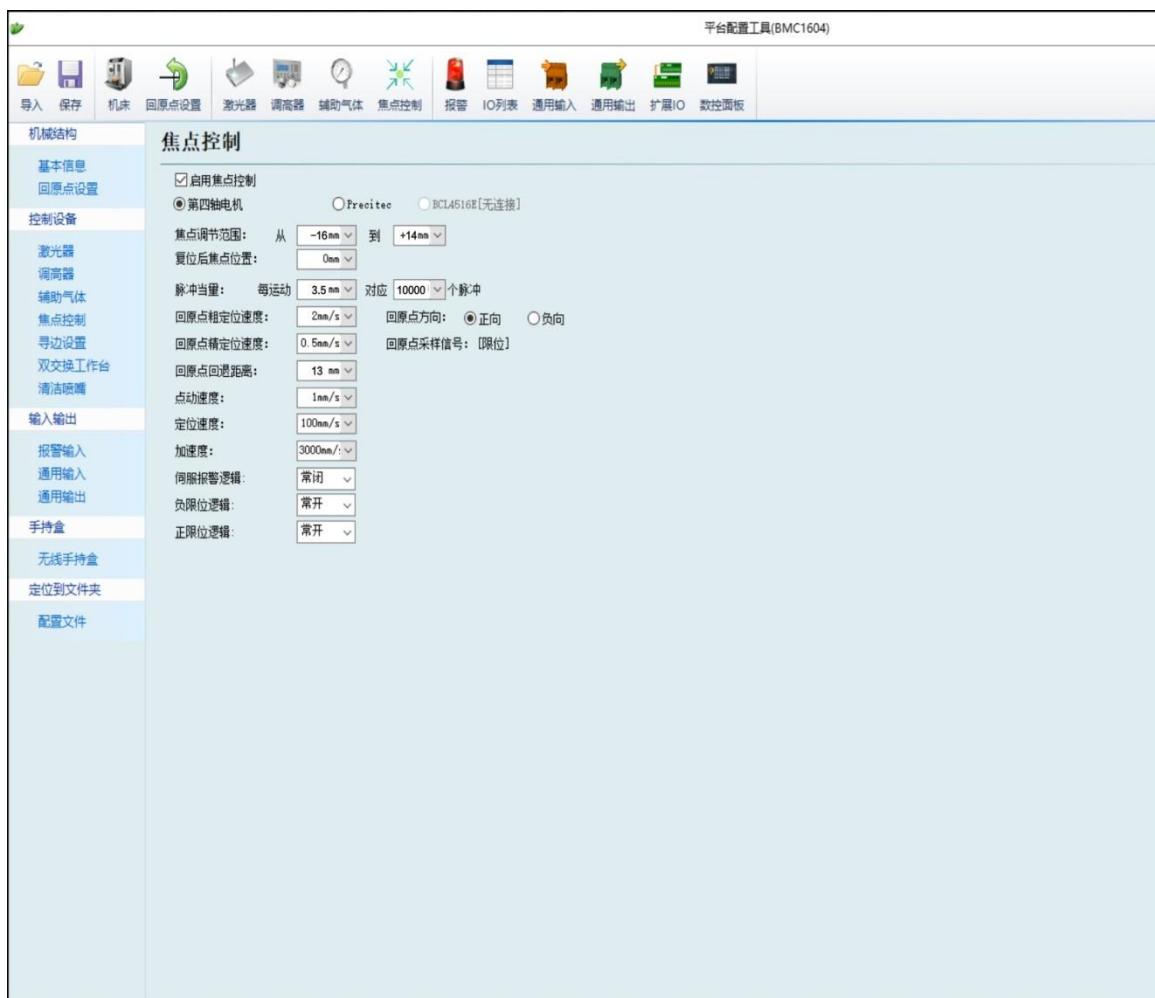 平台配置工具(BMC1604)
导入 保存 机床 回原点设置 激光器 调高器 辅助气体 焦点控制 报警 IO列表 通用输入 通用输出 扩展IO 数控面板
机械结构
基本信息
回原点设置
控制设备
激光器
调高器
辅助气体
焦点控制
寻边设置
双交换工作台
清洁喷嘴
输入输出
报警输入
通用输入
通用输出
手持盒
无线手持盒
定位到文件夹
配置文件
焦点控制
启用焦点控制
第四轴电机 Precitec BCL4516E[无连接]
焦点调节范围: 从 -16mm 到 +14mm
复位后焦点位置: 0mm
脉冲当量: 每运动 3.5mm 对应 10000 个脉冲
回原点粗定位速度: 2mm/s 回原点方向: 正向 负向
回原点精定位速度: 0.5mm/s 回原点采样信号: [限位]
回原点回退距离: 13 mm
点动速度: 1mm/s
定位速度: 100mm/s
加速度: 3000mm/s
伺服报警逻辑: 常闭
负限位逻辑: 常开
正限位逻辑: 常开